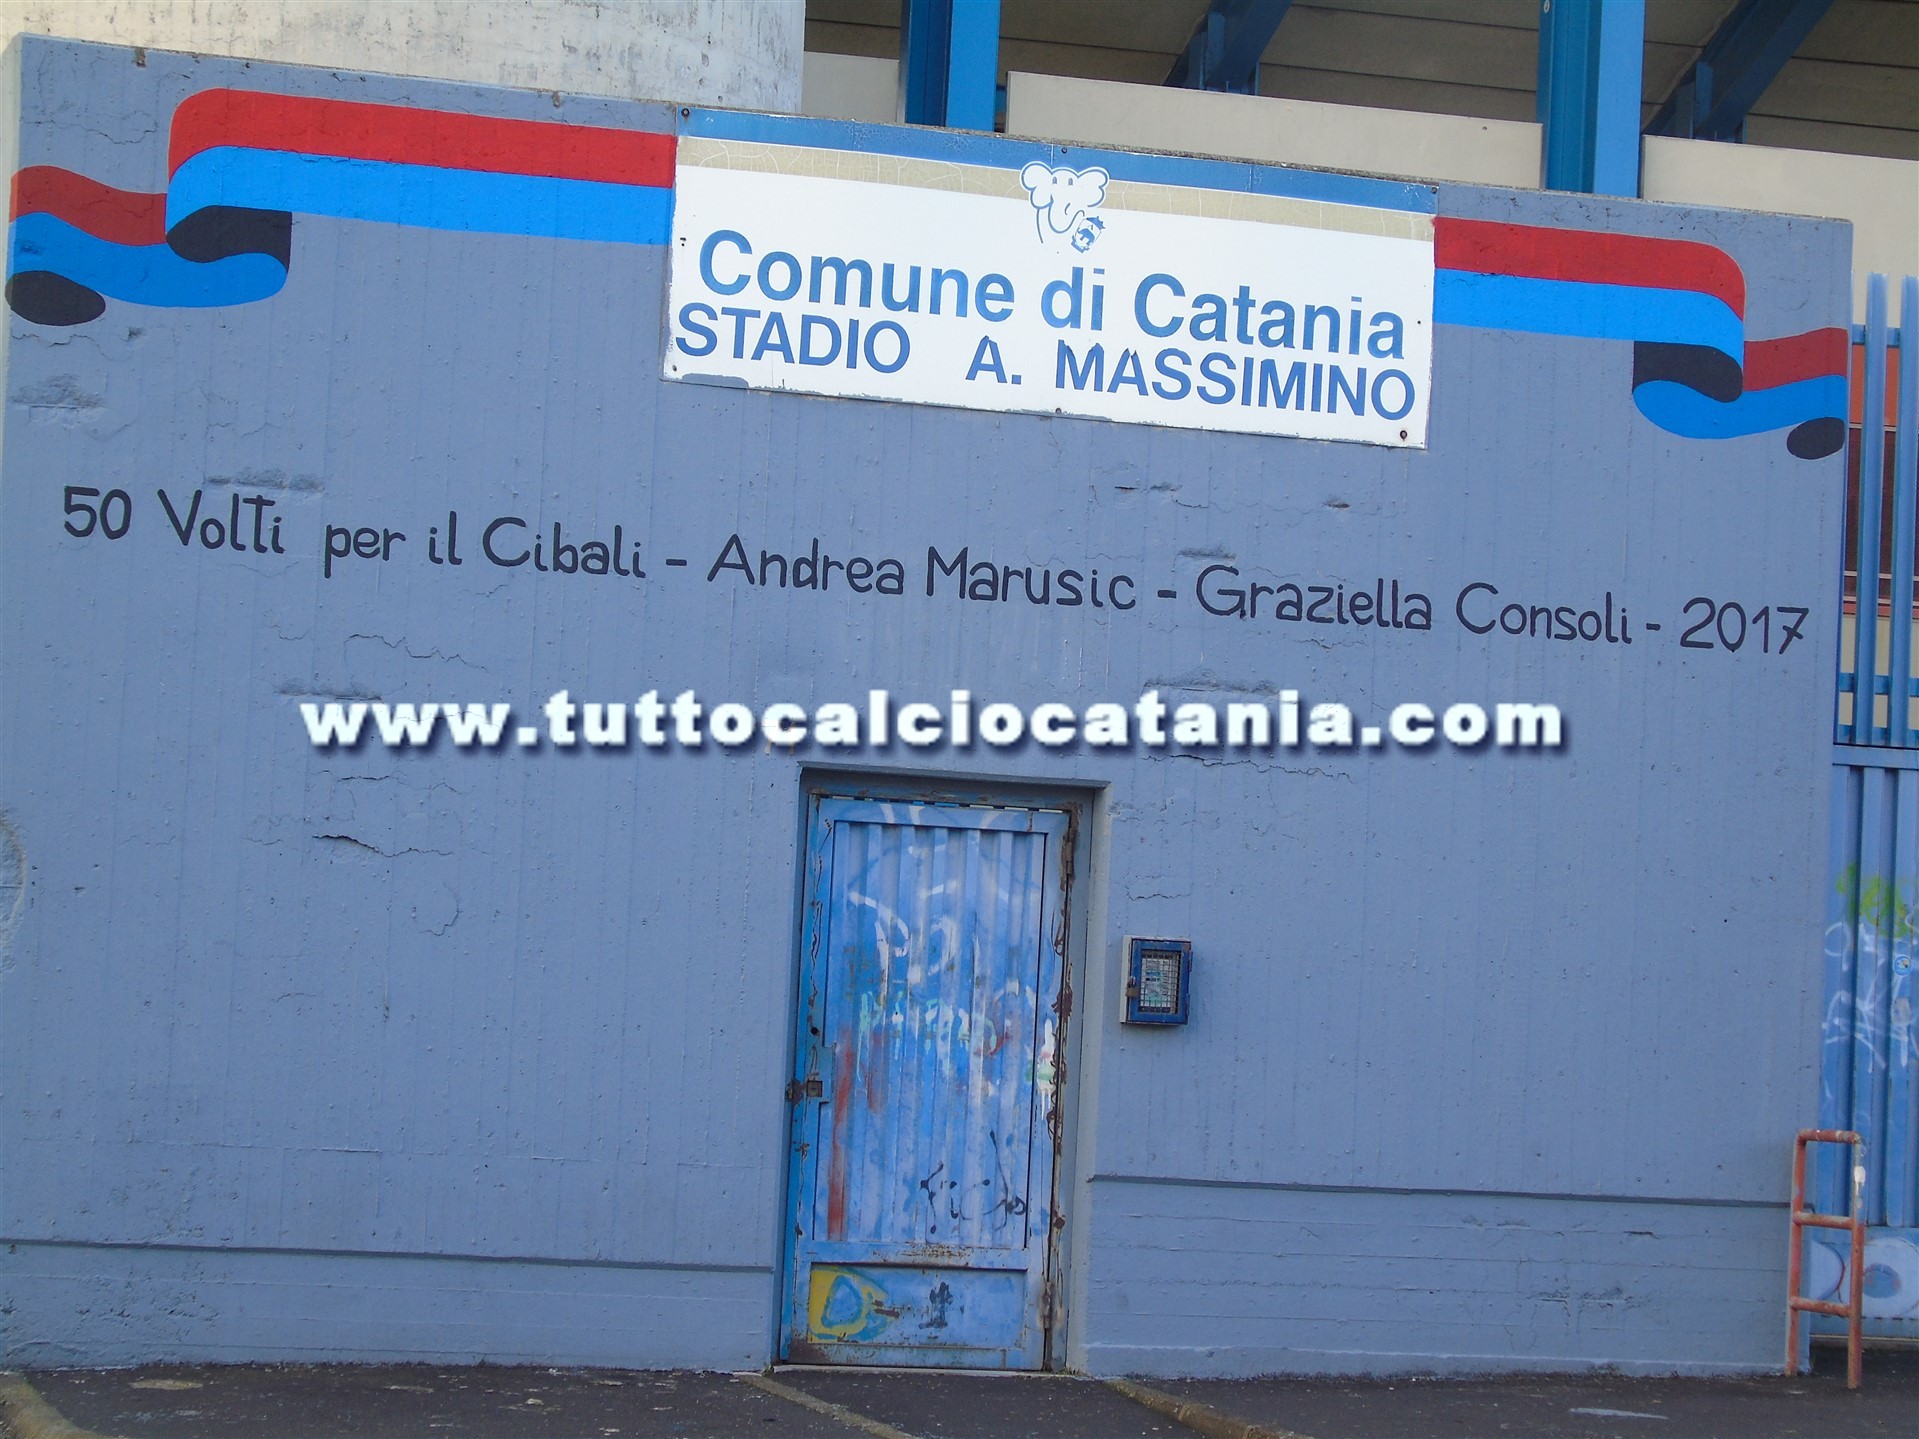 Comune di Catania
STADIO A. MASSIMINO
50 Volti per il Cibali - Andrea Marusic - Graziella Consoli - 2017
www.tuttocalciocatania.com